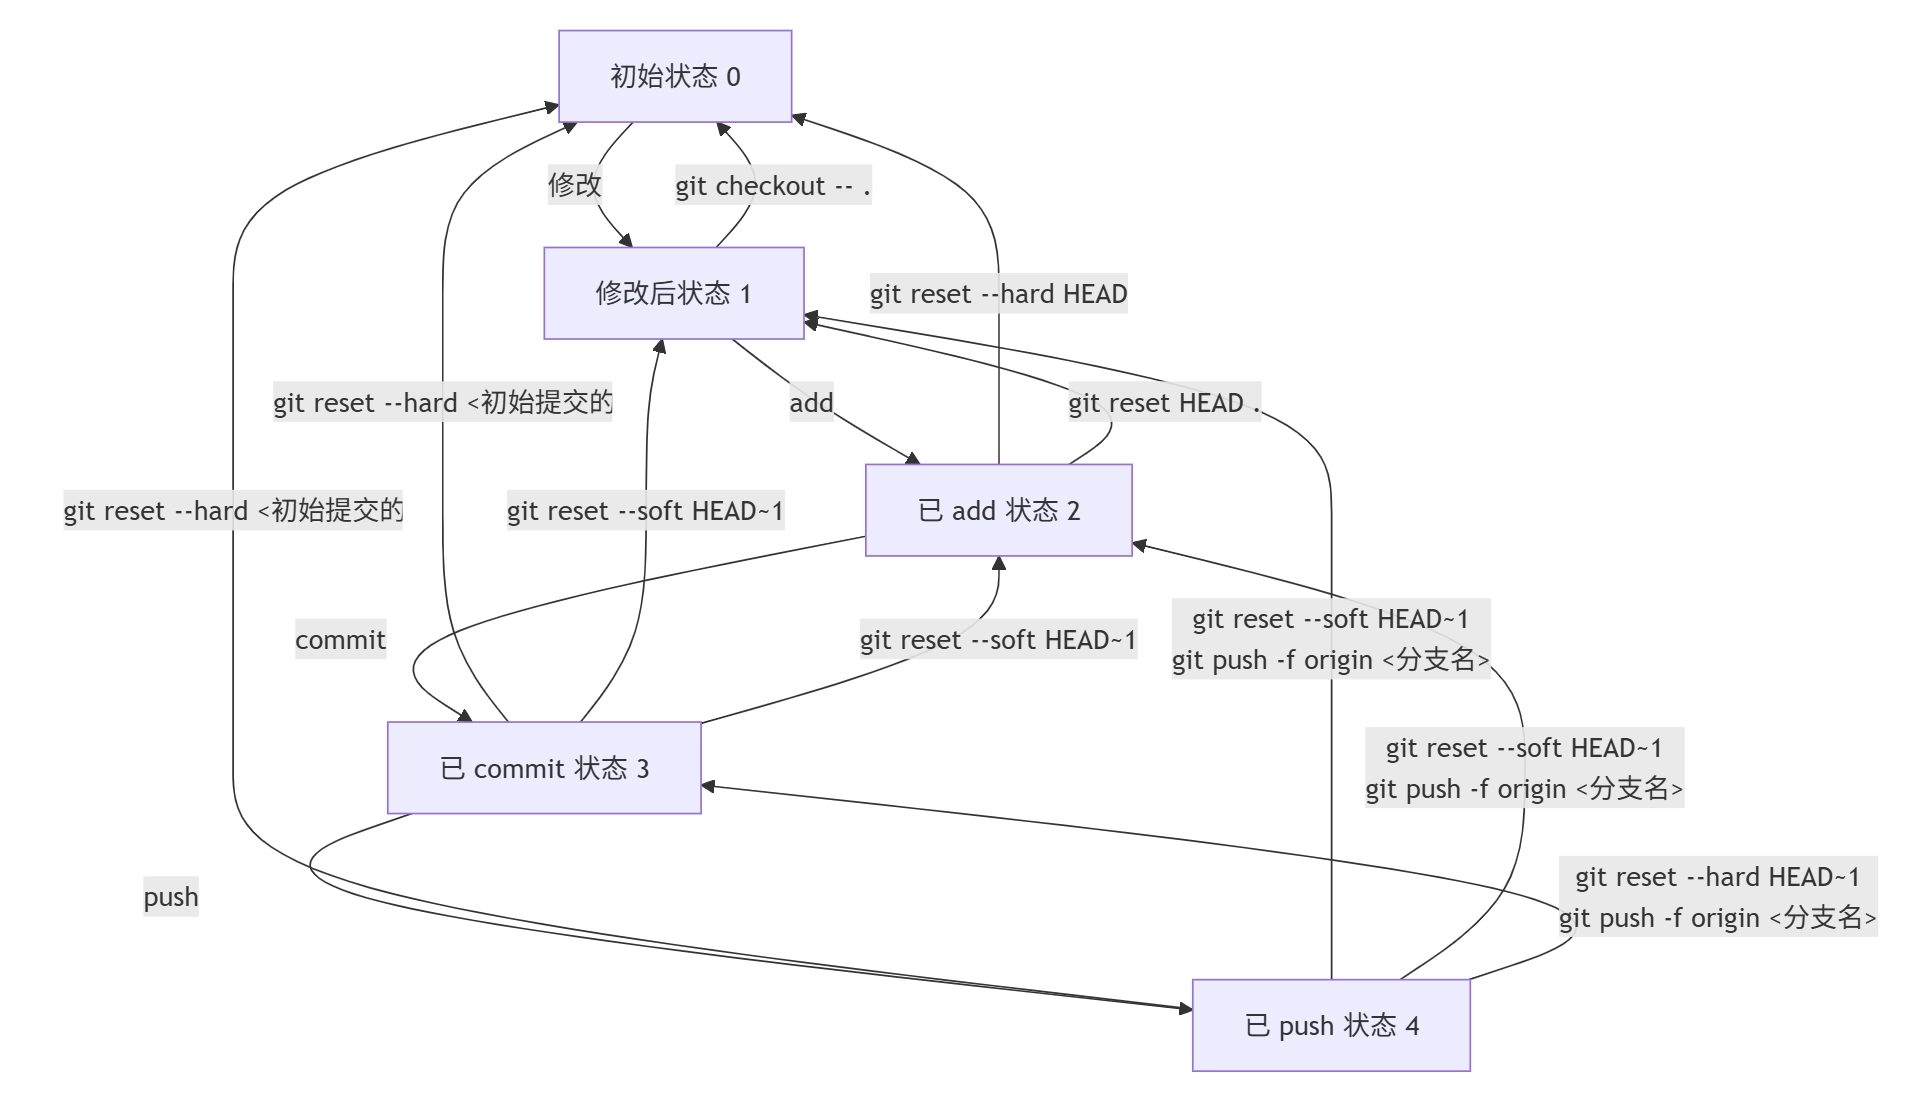 初始状态 0
修改
git checkout -- .
修改后状态 1
git reset --hard HEAD
git reset --hard <初始提交的
add
git reset HEAD .
git reset --hard <初始提交的
git reset --soft HEAD~1
已 add 状态 2
commit
git reset --soft HEAD~1
git reset --soft HEAD~1
git push -f origin <分支名>
已 commit 状态 3
git reset --soft HEAD~1
git push -f origin <分支名>
push
git reset --hard HEAD~1
git push -f origin <分支名>
已 push 状态 4